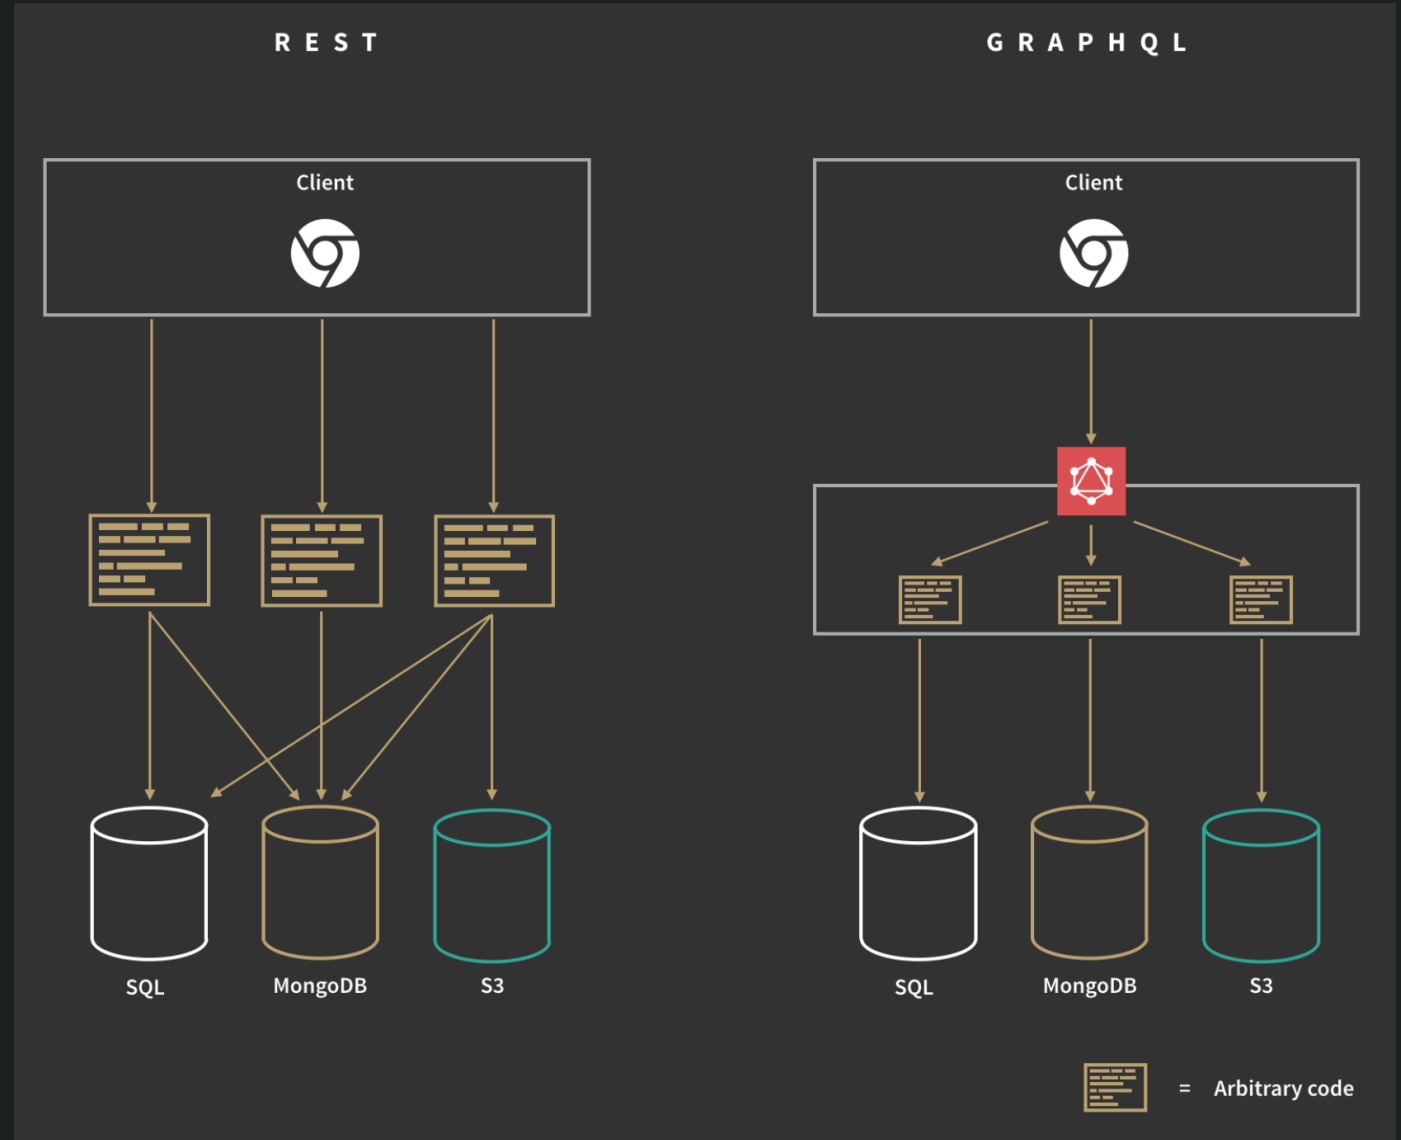 REST
GRAPHQL
Client
Client
SQL
MongoDB
S3
SQL
MongoDB
S3
= Arbitrary code